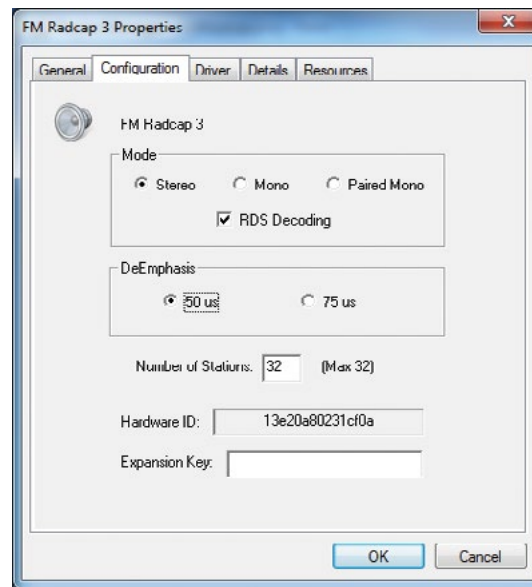 FM Radcap 3 Properties
General Configuration Driver Details Resources
FM Radcap 3
Mode
Stereo Mono Paired Mono
RDS Decoding
DeEmphasis
50 us 75 us
Number of Stations: 32 (Max 32)
Hardware ID: 13e20a80231cf0a
Expansion Key:
OK Cancel